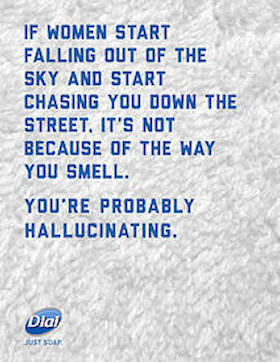 IF WOMEN START
FALLING OUT OF THE
SKY AND START
CHASING YOU DOWN THE
STREET, IT'S NOT
BECAUSE OF THE WAY
YOU SMELL.
YOU'RE PROBABLY
HALLUCINATING.
Dial
JUST SOAP.